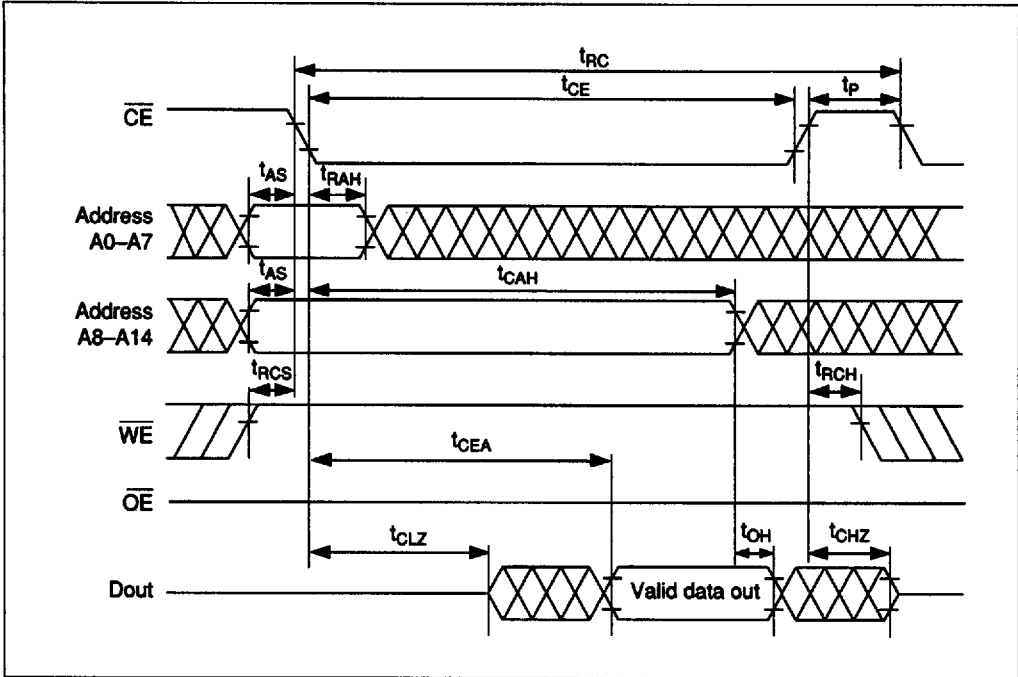 tRC
tCE
tP
CE
tAS
tRAH
Address
A0–A7
tAS
tCAH
Address
A8–A14
tRCS
tRCH
WE
tCEA
OE
tCLZ
tOH
tCHZ
Dout
Valid data out